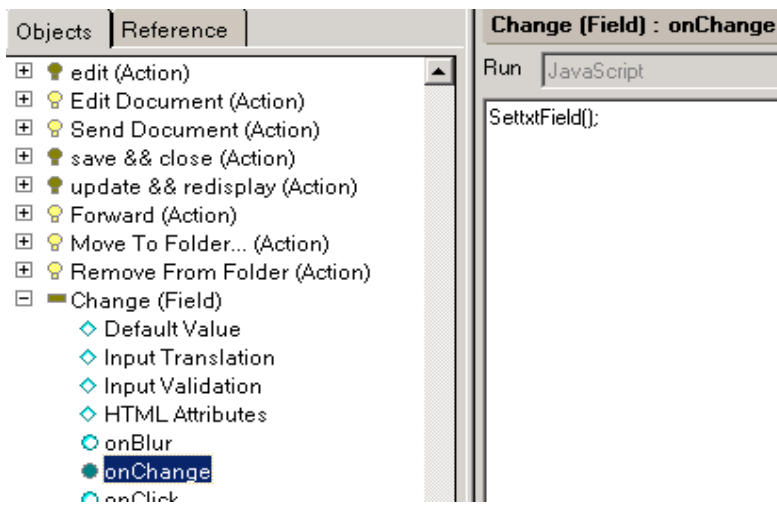 Objects
Reference
edit (Action)
Edit Document (Action)
Send Document (Action)
save && close (Action)
update && redisplay (Action)
Forward (Action)
Move To Folder... (Action)
Remove From Folder (Action)
Change (Field)
Default Value
Input Translation
Input Validation
HTML Attributes
onBlur
onChange
onClick
Change (Field) : onChange
Run JavaScript
SettxtField();